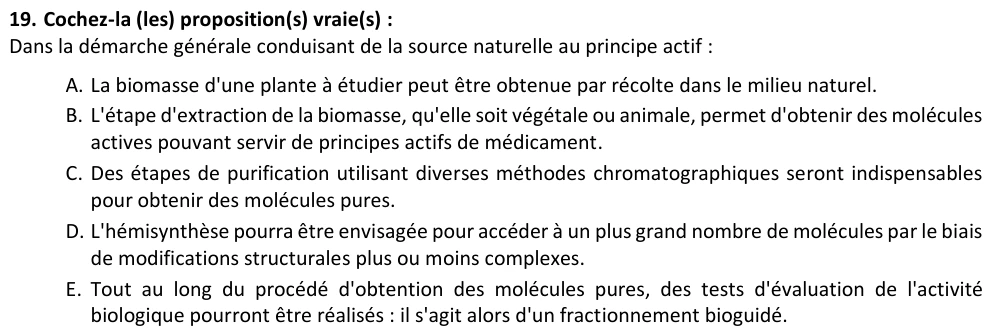 19. Cochez-la (les) proposition(s) vraie(s) :
Dans la démarche générale conduisant de la source naturelle au principe actif :
A. La biomasse d'une plante à étudier peut être obtenue par récolte dans le milieu naturel.
B. L'étape d'extraction de la biomasse, qu'elle soit végétale ou animale, permet d'obtenir des molécules
actives pouvant servir de principes actifs de médicament.
C. Des étapes de purification utilisant diverses méthodes chromatographiques seront indispensables
pour obtenir des molécules pures.
D. L'hémisynthèse pourra être envisagée pour accéder à un plus grand nombre de molécules par le biais
de modifications structurales plus ou moins complexes.
E. Tout au long du procédé d'obtention des molécules pures, des tests d'évaluation de l'activité
biologique pourront être réalisés : il s'agit alors d'un fractionnement bioguidé.